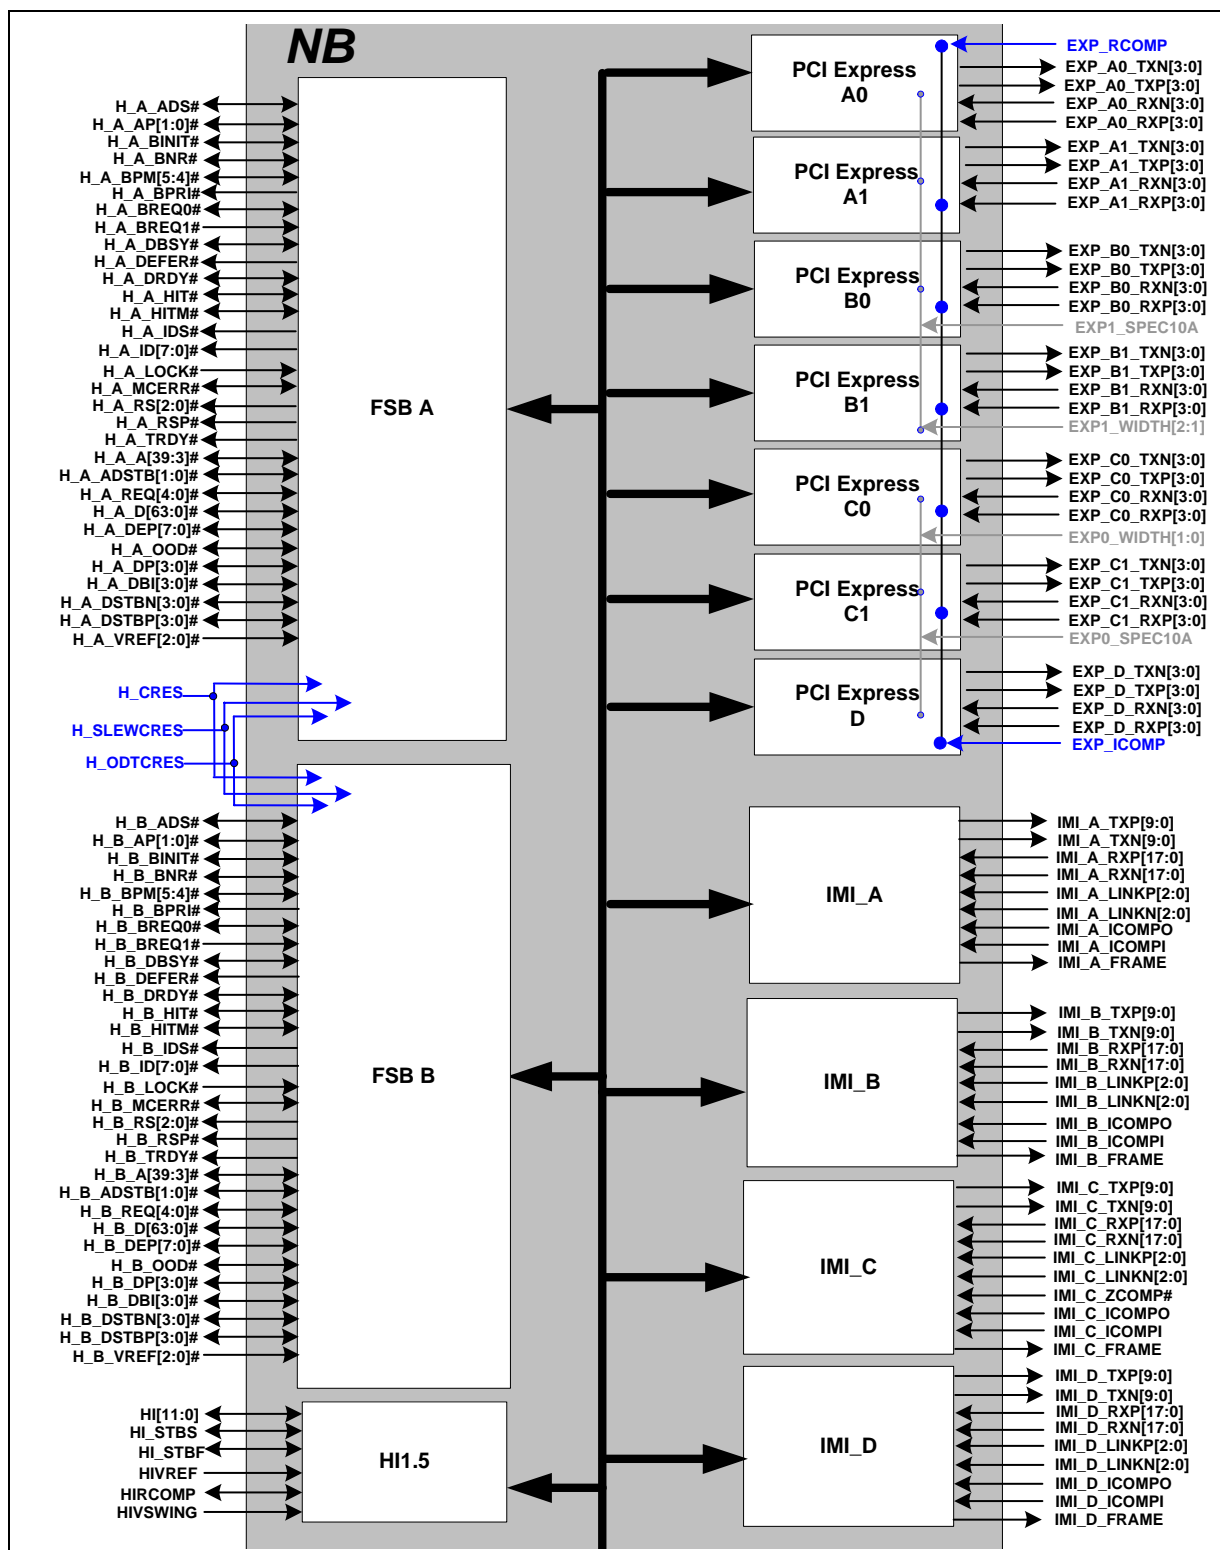 NB
H_A_ADS#
H_A_AP[1:0]#
H_A_BINIT#
H_A_BNR#
H_A_BPM[5:4]#
H_A_BPRI#
H_A_BREQ0#
H_A_BREQ1#
H_A_DBSY#
H_A_DEFER#
H_A_DRDY#
H_A_HIT#
H_A_HITM#
H_A_IDS#
H_A_ID[7:0]#
H_A_LOCK#
H_A_MCERR#
H_A_RS[2:0]#
H_A_RSP#
H_A_TRDY#
H_A_A[39:3]#
H_A_ADSTB[1:0]#
H_A_REQ[4:0]#
H_A_D[63:0]#
H_A_DEP[7:0]#
H_A_OOD#
H_A_DP[3:0]#
H_A_DBI[3:0]#
H_A_DSTBN[3:0]#
H_A_DSTBP[3:0]#
H_A_VREF[2:0]#
FSB A
H_CRES
H_SLEWCRES
H_ODTCRES
H_B_ADS#
H_B_AP[1:0]#
H_B_BINIT#
H_B_BNR#
H_B_BPM[5:4]#
H_B_BPRI#
H_B_BREQ0#
H_B_BREQ1#
H_B_DBSY#
H_B_DEFER#
H_B_DRDY#
H_B_HIT#
H_B_HITM#
H_B_IDS#
H_B_ID[7:0]#
H_B_LOCK#
H_B_MCERR#
H_B_RS[2:0]#
H_B_RSP#
H_B_TRDY#
H_B_A[39:3]#
H_B_ADSTB[1:0]#
H_B_REQ[4:0]#
H_B_D[63:0]#
H_B_DEP[7:0]#
H_B_OOD#
H_B_DP[3:0]#
H_B_DBI[3:0]#
H_B_DSTBN[3:0]#
H_B_DSTBP[3:0]#
H_B_VREF[2:0]#
FSB B
HI[11:0]
HI_STBS
HI_STBF
HIVREF
HIRCOMP
HIVSWING
HI1.5
PCI Express
A0
EXP_RCOMP
EXP_A0_TXN[3:0]
EXP_A0_TXP[3:0]
EXP_A0_RXN[3:0]
EXP_A0_RXP[3:0]
PCI Express
A1
EXP_A1_TXN[3:0]
EXP_A1_TXP[3:0]
EXP_A1_RXN[3:0]
EXP_A1_RXP[3:0]
PCI Express
B0
EXP_B0_TXN[3:0]
EXP_B0_TXP[3:0]
EXP_B0_RXN[3:0]
EXP_B0_RXP[3:0]
EXP1_SPEC10A
PCI Express
B1
EXP_B1_TXN[3:0]
EXP_B1_TXP[3:0]
EXP_B1_RXN[3:0]
EXP_B1_RXP[3:0]
EXP1_WIDTH[2:1]
PCI Express
C0
EXP_C0_TXN[3:0]
EXP_C0_TXP[3:0]
EXP_C0_RXN[3:0]
EXP_C0_RXP[3:0]
EXP0_WIDTH[1:0]
PCI Express
C1
EXP_C1_TXN[3:0]
EXP_C1_TXP[3:0]
EXP_C1_RXN[3:0]
EXP_C1_RXP[3:0]
EXP0_SPEC10A
PCI Express
D
EXP_D_TXN[3:0]
EXP_D_TXP[3:0]
EXP_D_RXN[3:0]
EXP_D_RXP[3:0]
EXP_ICOMP
IMI_A
IMI_A_TXP[9:0]
IMI_A_TXN[9:0]
IMI_A_RXP[17:0]
IMI_A_RXN[17:0]
IMI_A_LINKP[2:0]
IMI_A_LINKN[2:0]
IMI_A_ICOMPO
IMI_A_ICOMPI
IMI_A_FRAME
IMI_B
IMI_B_TXP[9:0]
IMI_B_TXN[9:0]
IMI_B_RXP[17:0]
IMI_B_RXN[17:0]
IMI_B_LINKP[2:0]
IMI_B_LINKN[2:0]
IMI_B_ICOMPO
IMI_B_ICOMPI
IMI_B_FRAME
IMI_C
IMI_C_TXP[9:0]
IMI_C_TXN[9:0]
IMI_C_RXP[17:0]
IMI_C_RXN[17:0]
IMI_C_LINKP[2:0]
IMI_C_LINKN[2:0]
IMI_C_ZCOMP#
IMI_C_ICOMPO
IMI_C_ICOMPI
IMI_C_FRAME
IMI_D
IMI_D_TXP[9:0]
IMI_D_TXN[9:0]
IMI_D_RXP[17:0]
IMI_D_RXN[17:0]
IMI_D_LINKP[2:0]
IMI_D_LINKN[2:0]
IMI_D_ICOMPO
IMI_D_ICOMPI
IMI_D_FRAME